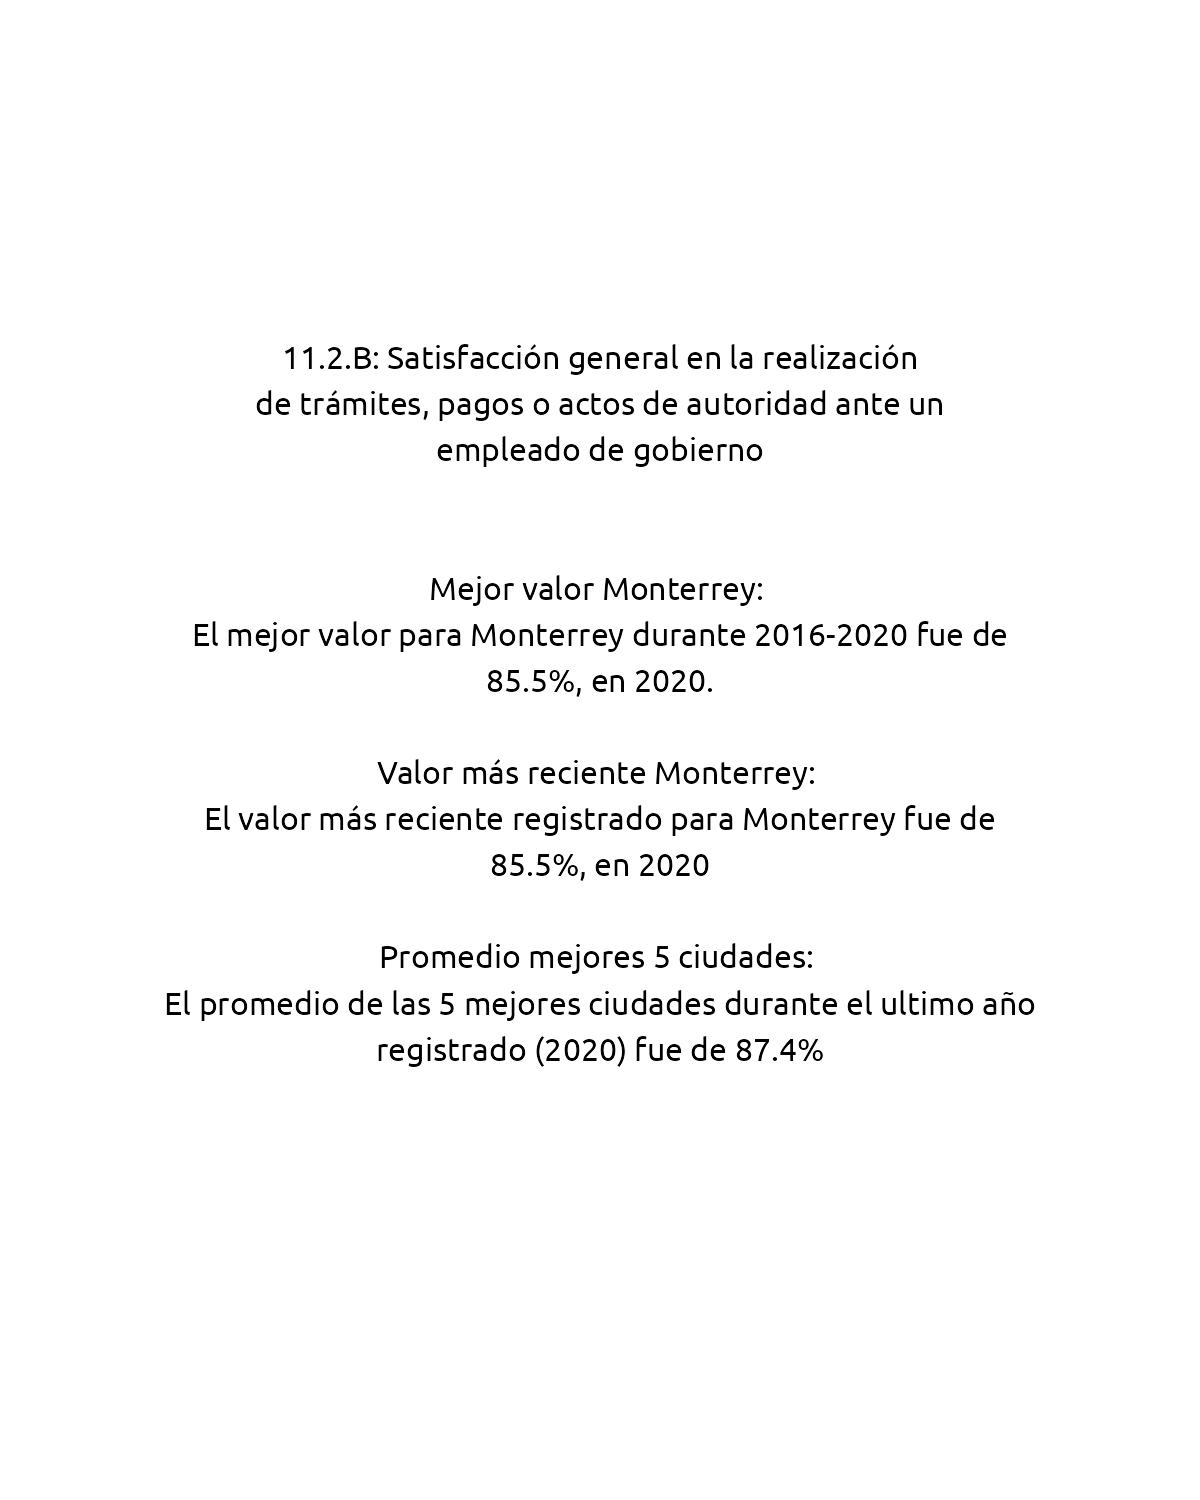 11.2.B: Satisfacción general en la realización
de trámites, pagos o actos de autoridad ante un
empleado de gobierno
Mejor valor Monterrey:
El mejor valor para Monterrey durante 2016-2020 fue de
85.5%, en 2020.
Valor más reciente Monterrey:
El valor más reciente registrado para Monterrey fue de
85.5%, en 2020
Promedio mejores 5 ciudades:
El promedio de las 5 mejores ciudades durante el ultimo año
registrado (2020) fue de 87.4%